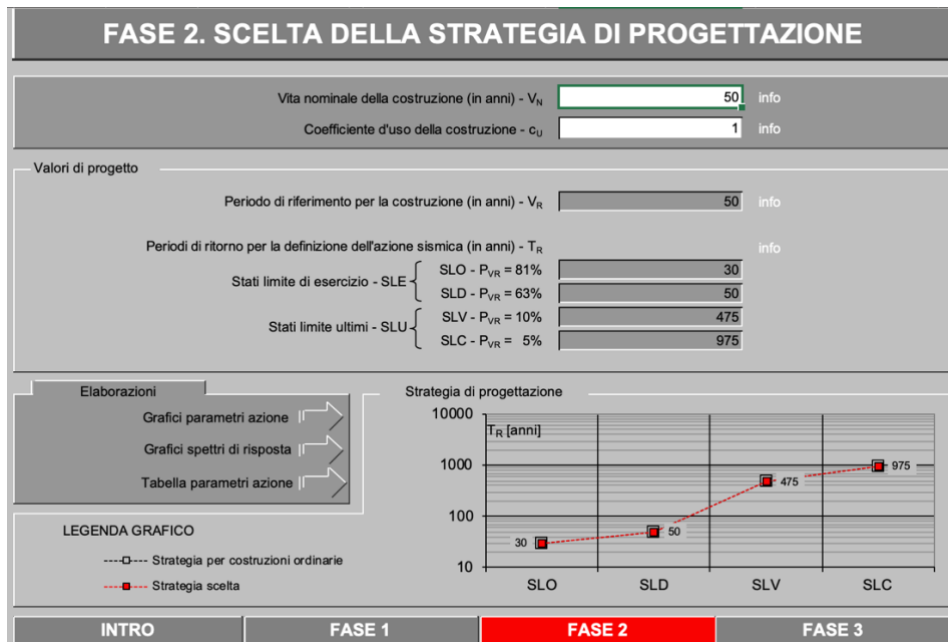 FASE 2. SCELTA DELLA STRATEGIA DI PROGETTAZIONE
Vita nominale della costruzione (in anni) - VN 50 info
Coefficiente d'uso della costruzione - cU 1 info
Valori di progetto
Periodo di riferimento per la costruzione (in anni) - VR 50 info
Periodi di ritorno per la definizione dell'azione sismica (in anni) - TR info
Stati limite di esercizio - SLE
SLO - PVR = 81% 30
SLD - PVR = 63% 50
Stati limite ultimi - SLU
SLV - PVR = 10% 475
SLC - PVR = 5% 975
Elaborazioni
Grafici parametri azione
Grafici spettri di risposta
Tabella parametri azione
LEGENDA GRAFICO
Strategia per costruzioni ordinarie
Strategia scelta
Strategia di progettazione
TR [anni]
10000
1000
100
10
30
50
475
975
SLO SLD SLV SLC
INTRO FASE 1 FASE 2 FASE 3